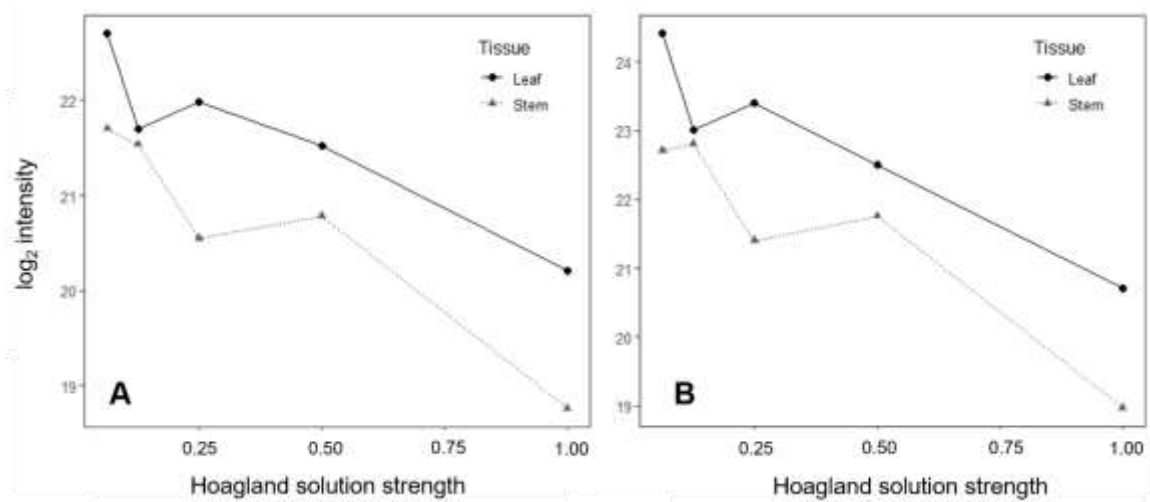 Tissue
Leaf
Stem
22
21
20
19
log₂ intensity
A
0.25 0.50 0.75 1.00
Hoagland solution strength
Tissue
Leaf
Stem
24
23
22
21
20
19
B
0.25 0.50 0.75 1.00
Hoagland solution strength